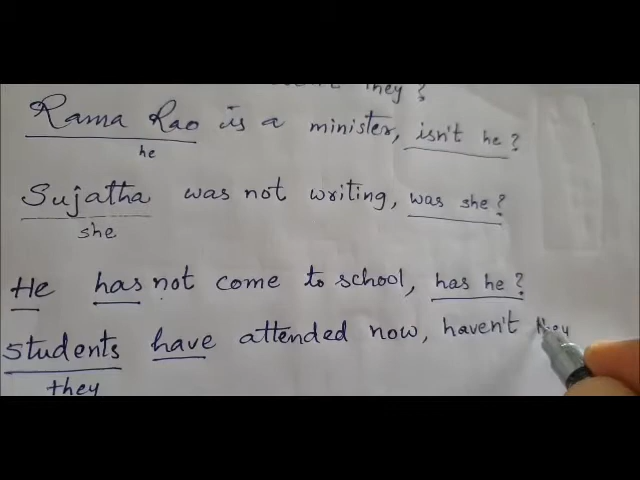 they ?
Rama Rao is a minister, isn't he ?
he
Sujatha was not writing, was she ?
she
He has not come to school, has he ?
Students have attended now, haven't they
they